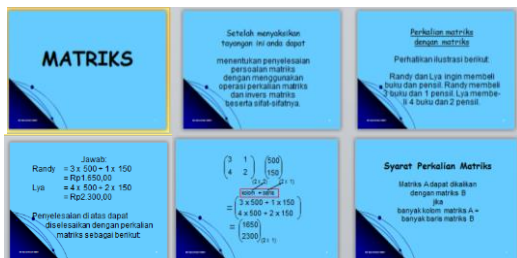 MATRIKS
Setelah menyaksikan
tayangan ini anda dapat
menentukan penyelesaian
persoalan matriks
dengan menggunakan
operasi perkalian matriks
dan invers matriks
beserta sifat-sifatnya.
Perkalian matriks
dengan matriks
Perhatikan ilustrasi berikut:
Randy dan Lya ingin membeli
buku dan pensil. Randy membeli
3 buku dan 1 pensil. Lya membe-
li 4 buku dan 2 pensil.
Jawab:
Randy = 3 x 500 + 1 x 150
= Rp1.650,00
Lya = 4 x 500 + 2 x 150
= Rp2.300,00
Penyelesaian di atas dapat
diselesaikan dengan perkalian
matriks sebagai berikut:
3 1 500
4 2 150
(2 x 2) (2 x 1)
kolom = baris
= 3 x 500 + 1 x 150
4 x 500 + 2 x 150
= 1650
2300 (2 x 1)
Syarat Perkalian Matriks
Matriks A dapat dikalikan
dengan matriks B
jika
banyak kolom matriks A =
banyak baris matriks B